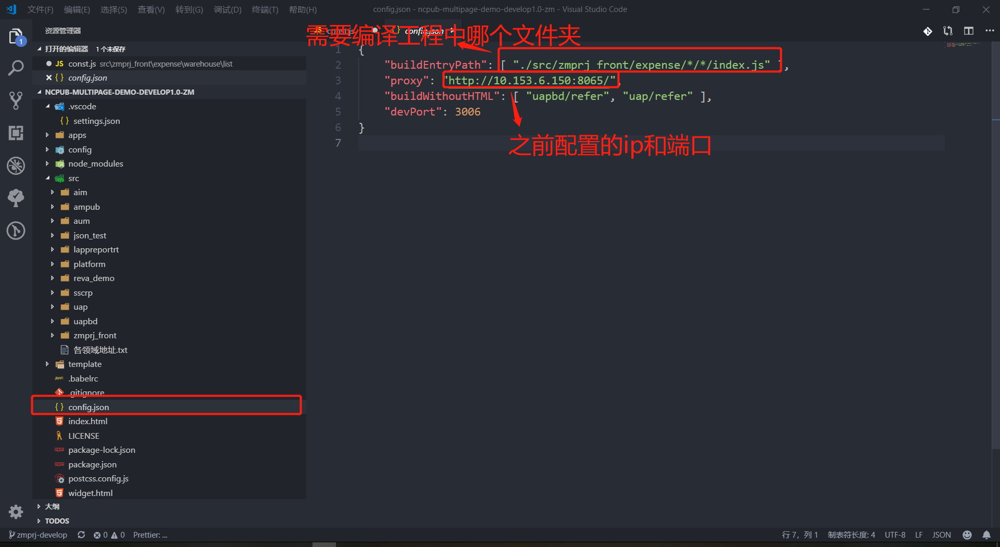 文件(F) 编辑(E) 选择(S) 查看(V) 转到(G) 调试(D) 终端(T) 帮助(H) config.json - ncpub-multipage-demo-develop1.0-zm - Visual Studio Code
资源管理器
1
打开的编辑器 1 个未保存
JS const.js src\zmprj_front\expense\warehouse\list
config.json
NCPUB-MULTIPAGE-DEMO-DEVELOP1.0-ZM
.vscode
settings.json
apps
config
node_modules
src
aim
ampub
aum
json_test
lappreportrt
platform
reva_demo
sscrp
uap
uapbd
zmprj_front
各领域地址.txt
template
.babelrc
.gitignore
config.json
index.html
LICENSE
package-lock.json
package.json
postcss.config.js
widget.html
大纲
TODOS
JS const.js
{ } config.json
需要编译工程中哪个文件夹
1 {
2 "buildEntryPath": [ "./src/zmprj_front/expense/*/*/index.js" ],
3 "proxy": "http://10.153.6.150:8065/",
4 "buildWithoutHTML": [ "uapbd/refer", "uap/refer" ],
5 "devPort": 3006
6 }
7
之前配置的ip和端口
zmprj-develop 0 0 Prettier: ... 行 7，列 1 制表符长度: 4 UTF-8 LF JSON